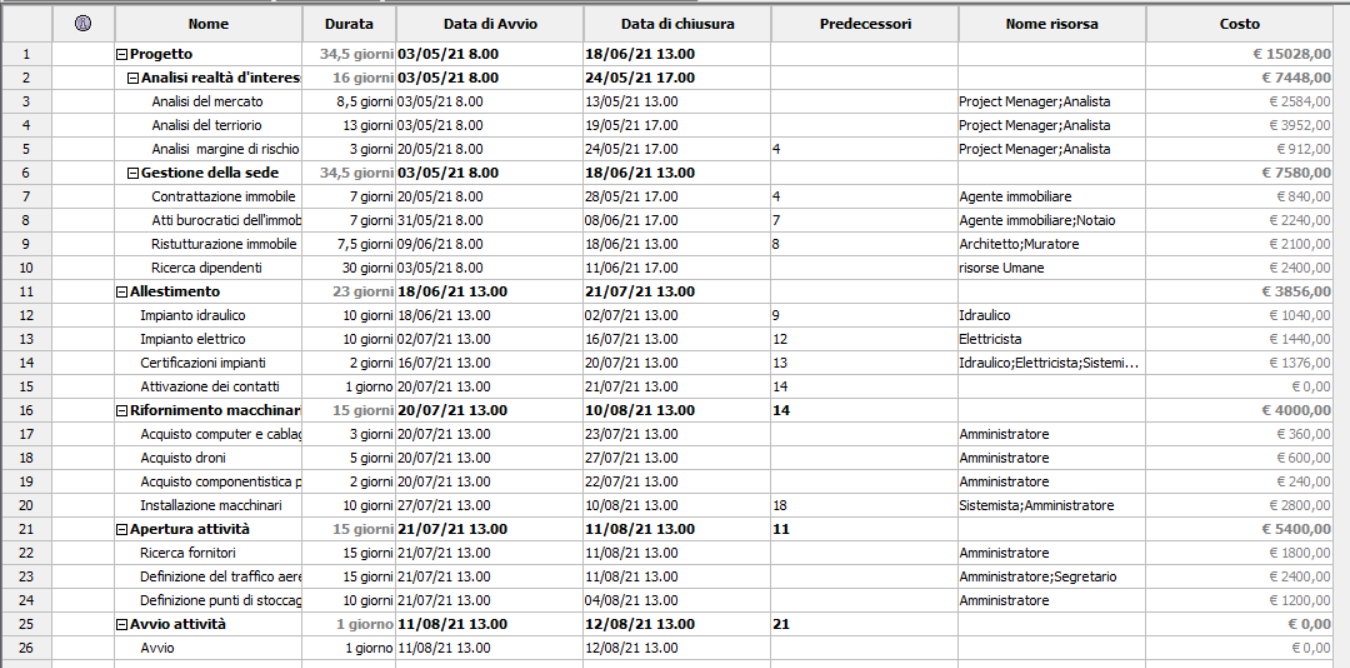 Nome Durata Data di Avvio Data di chiusura Predecessori Nome risorsa Costo
1 Progetto 34,5 giorni 03/05/21 8.00 18/06/21 13.00 € 15028,00
2 Analisi realtà d'interes 16 giorni 03/05/21 8.00 24/05/21 17.00 € 7448,00
3 Analisi del mercato 8,5 giorni 03/05/21 8.00 13/05/21 13.00 Project Menager;Analista € 2584,00
4 Analisi del terriorio 13 giorni 03/05/21 8.00 19/05/21 17.00 Project Menager;Analista € 3952,00
5 Analisi margine di rischio 3 giorni 20/05/21 8.00 24/05/21 17.00 4 Project Menager;Analista € 912,00
6 Gestione della sede 34,5 giorni 03/05/21 8.00 18/06/21 13.00 € 7580,00
7 Contrattazione immobile 7 giorni 20/05/21 8.00 28/05/21 17.00 4 Agente immobiliare € 840,00
8 Atti burocratici dell'immob 7 giorni 31/05/21 8.00 08/06/21 17.00 7 Agente immobiliare;Notaio € 2240,00
9 Ristutturazione immobile 7,5 giorni 09/06/21 8.00 18/06/21 13.00 8 Architetto;Muratore € 2100,00
10 Ricerca dipendenti 30 giorni 03/05/21 8.00 11/06/21 17.00 risorse Umane € 2400,00
11 Allestimento 23 giorni 18/06/21 13.00 21/07/21 13.00 € 3856,00
12 Impianto idraulico 10 giorni 18/06/21 13.00 02/07/21 13.00 9 Idraulico € 1040,00
13 Impianto elettrico 10 giorni 02/07/21 13.00 16/07/21 13.00 12 Elettricista € 1440,00
14 Certificazioni impianti 2 giorni 16/07/21 13.00 20/07/21 13.00 13 Idraulico;Elettricista;Sistemi... € 1376,00
15 Attivazione dei contatti 1 giorno 20/07/21 13.00 21/07/21 13.00 14 € 0,00
16 Rifornimento macchinari 15 giorni 20/07/21 13.00 10/08/21 13.00 14 € 4000,00
17 Acquisto computer e cablag 3 giorni 20/07/21 13.00 23/07/21 13.00 Amministratore € 360,00
18 Acquisto droni 5 giorni 20/07/21 13.00 27/07/21 13.00 Amministratore € 600,00
19 Acquisto componentistica p 2 giorni 20/07/21 13.00 22/07/21 13.00 Amministratore € 240,00
20 Installazione macchinari 10 giorni 27/07/21 13.00 10/08/21 13.00 18 Sistemista;Amministratore € 2800,00
21 Apertura attività 15 giorni 21/07/21 13.00 11/08/21 13.00 11 € 5400,00
22 Ricerca fornitori 15 giorni 21/07/21 13.00 11/08/21 13.00 Amministratore € 1800,00
23 Definizione del traffico aere 15 giorni 21/07/21 13.00 11/08/21 13.00 Amministratore;Segretario € 2400,00
24 Definizione punti di stoccag 10 giorni 21/07/21 13.00 04/08/21 13.00 Amministratore € 1200,00
25 Avvio attività 1 giorno 11/08/21 13.00 12/08/21 13.00 21 € 0,00
26 Avvio 1 giorno 11/08/21 13.00 12/08/21 13.00 € 0,00